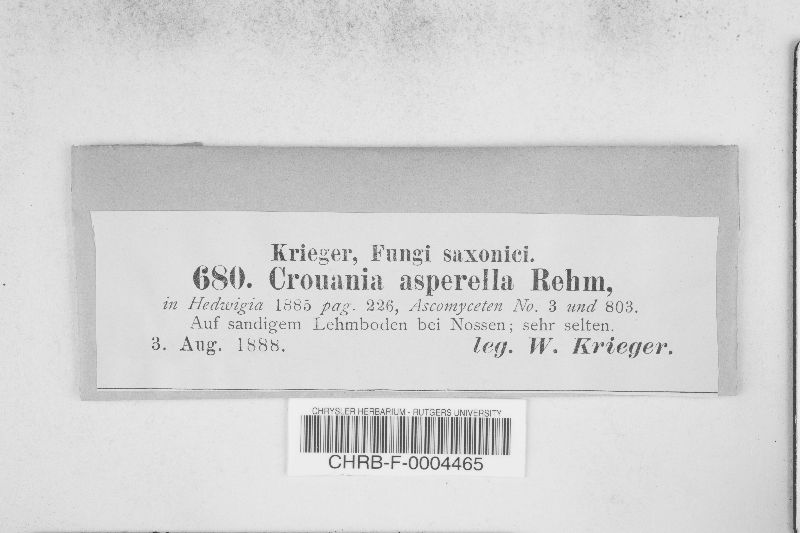 Krieger, Fungi saxonici.
680. Crouania asperella Rehm,
in Hedwigia 1885 pag. 226, Ascomyceten No. 3 und 803.
Auf sandigem Lehmboden bei Nossen; sehr selten.
3. Aug. 1888. leg. W. Krieger.
CHRYSLER HERBARIUM - RUTGERS UNIVERSITY
CHRB-F-0004465